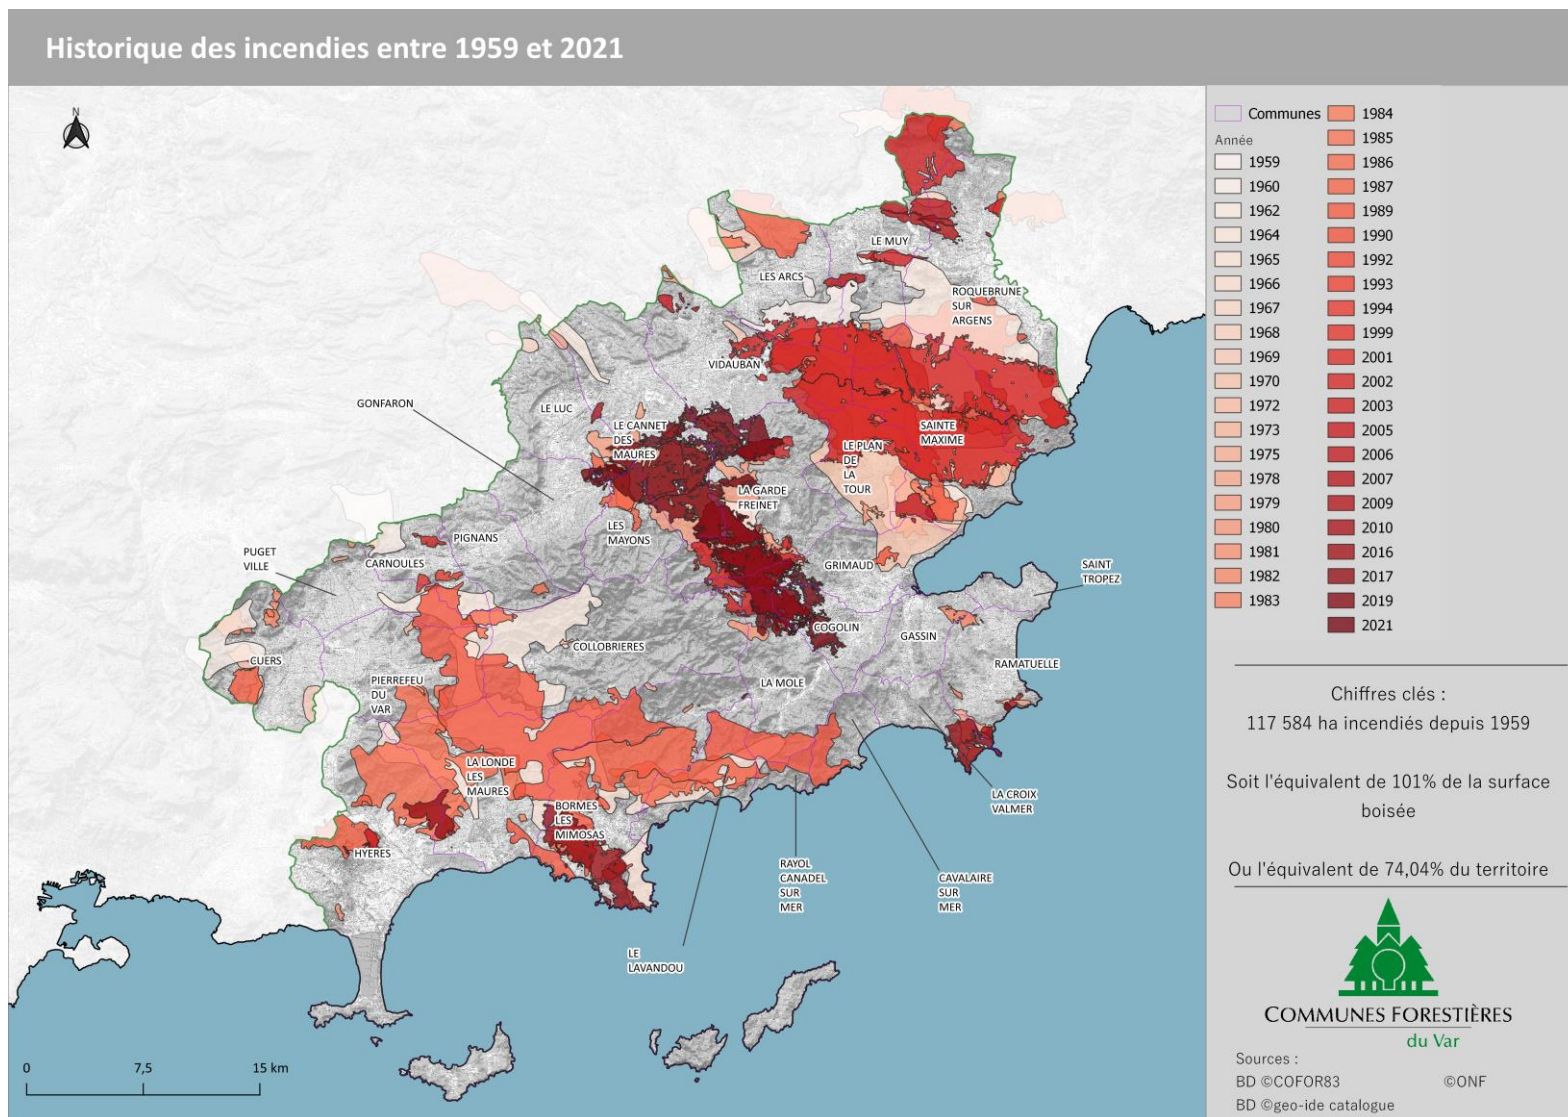 Historique des incendies entre 1959 et 2021
N
LE MUY
LES ARCS
ROQUEBRUNE
SUR
ARGENS
VIDAUBAN
GONFARON
LE LUC
LE CANNET
DES
MAURES
SAINTE
MAXIME
LE PLAN
DE
LA
TOUR
LA GARDE
FREINET
LES
MAYONS
PIGNANS
PUGET
VILLE
CARNOULES
GRIMAUD
SAINT
TROPEZ
COGOLIN
GASSIN
COLLOBRIERES
CUERS
RAMATUELLE
PIERREFEU
DU
VAR
LA MOLE
LA LONDE
LES
MAURES
BORMES
LES
MIMOSAS
LA CROIX
VALMER
HYERES
RAYOL
CANADEL
SUR
MER
CAVALAIRE
SUR
MER
LE
LAVANDOU
0 7,5 15 km
Communes
Année
1959
1960
1962
1964
1965
1966
1967
1968
1969
1970
1972
1973
1975
1978
1979
1980
1981
1982
1983
1984
1985
1986
1987
1989
1990
1992
1993
1994
1999
2001
2002
2003
2005
2006
2007
2009
2010
2016
2017
2019
2021
Chiffres clés :
117 584 ha incendiés depuis 1959
Soit l'équivalent de 101% de la surface
boisée
Ou l'équivalent de 74,04% du territoire
COMMUNES FORESTIÈRES
du Var
Sources :
BD ©COFOR83 ©ONF
BD ©geo-ide catalogue